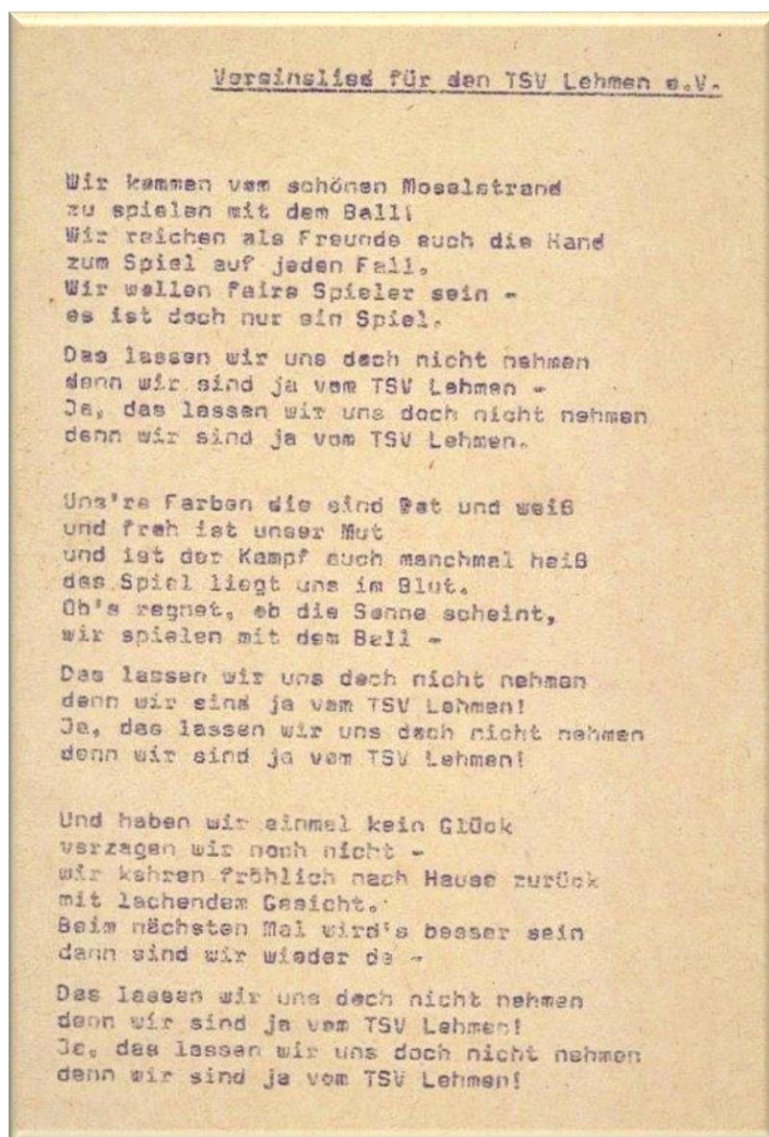 Vereinslied für den TSV Lehmen e.V.
Wir kommen vom schönen Moselstrand
zu spielen mit dem Ball!
Wir reichen als Freunde auch die Hand
zum Spiel auf jeden Fall.
Wir wollen faire Spieler sein -
es ist doch nur ein Spiel.
Das lassen wir uns doch nicht nehmen
denn wir sind ja vom TSV Lehmen -
Ja, das lassen wir uns doch nicht nehmen
denn wir sind ja vom TSV Lehmen.
Uns're Farben die sind Rot und weiß
und froh ist unser Mut
und ist der Kampf auch manchmal heiß
das Spiel liegt uns im Blut.
Ob's regnet, ob die Sonne scheint,
wir spielen mit dem Ball -
Das lassen wir uns doch nicht nehmen
denn wir sind ja vom TSV Lehmen!
Ja, das lassen wir uns doch nicht nehmen
denn wir sind ja vom TSV Lehmen!
Und haben wir einmal kein Glück
verzagen wir noch nicht -
wir kehren fröhlich nach Hause zurück
mit lachendem Gesicht.
Beim nächsten Mal wird's besser sein
dann sind wir wieder da -
Das lassen wir uns doch nicht nehmen
denn wir sind ja vom TSV Lehmen!
Ja, das lassen wir uns doch nicht nehmen
denn wir sind ja vom TSV Lehmen!